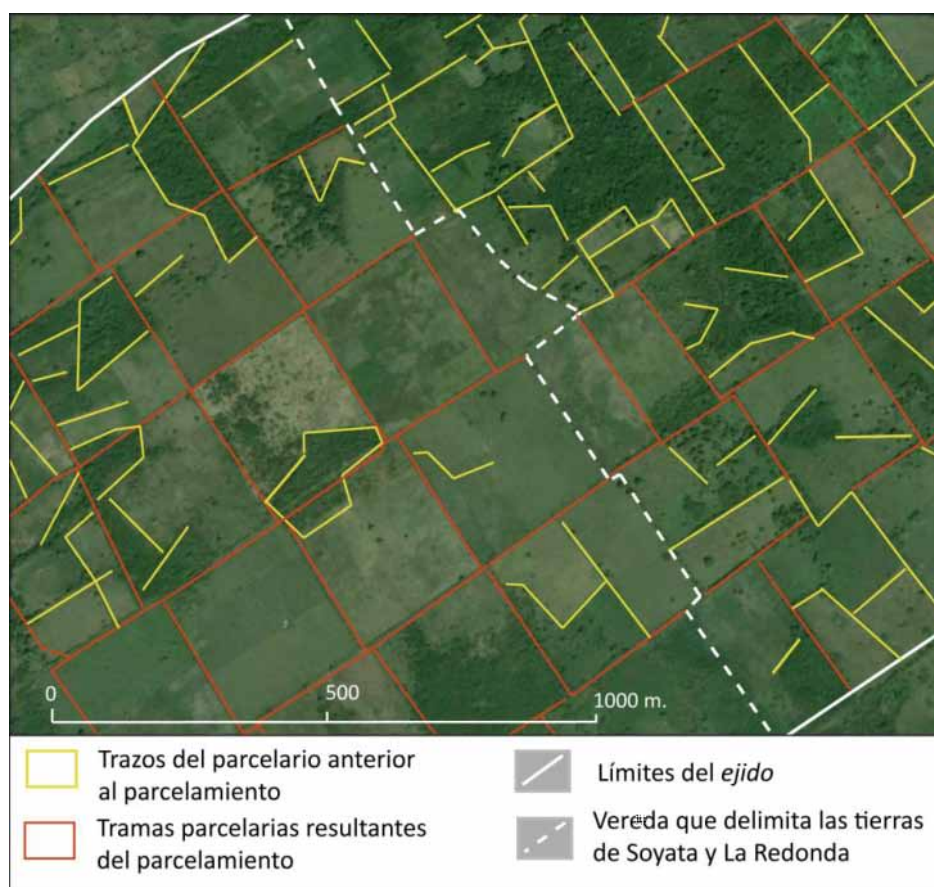 0
500
1000 m.
Trazos del parcelario anterior
al parcelamiento
Tramas parcelarias resultantes
del parcelamiento
Límites del ejido
Vereda que delimita las tierras
de Soyata y La Redonda